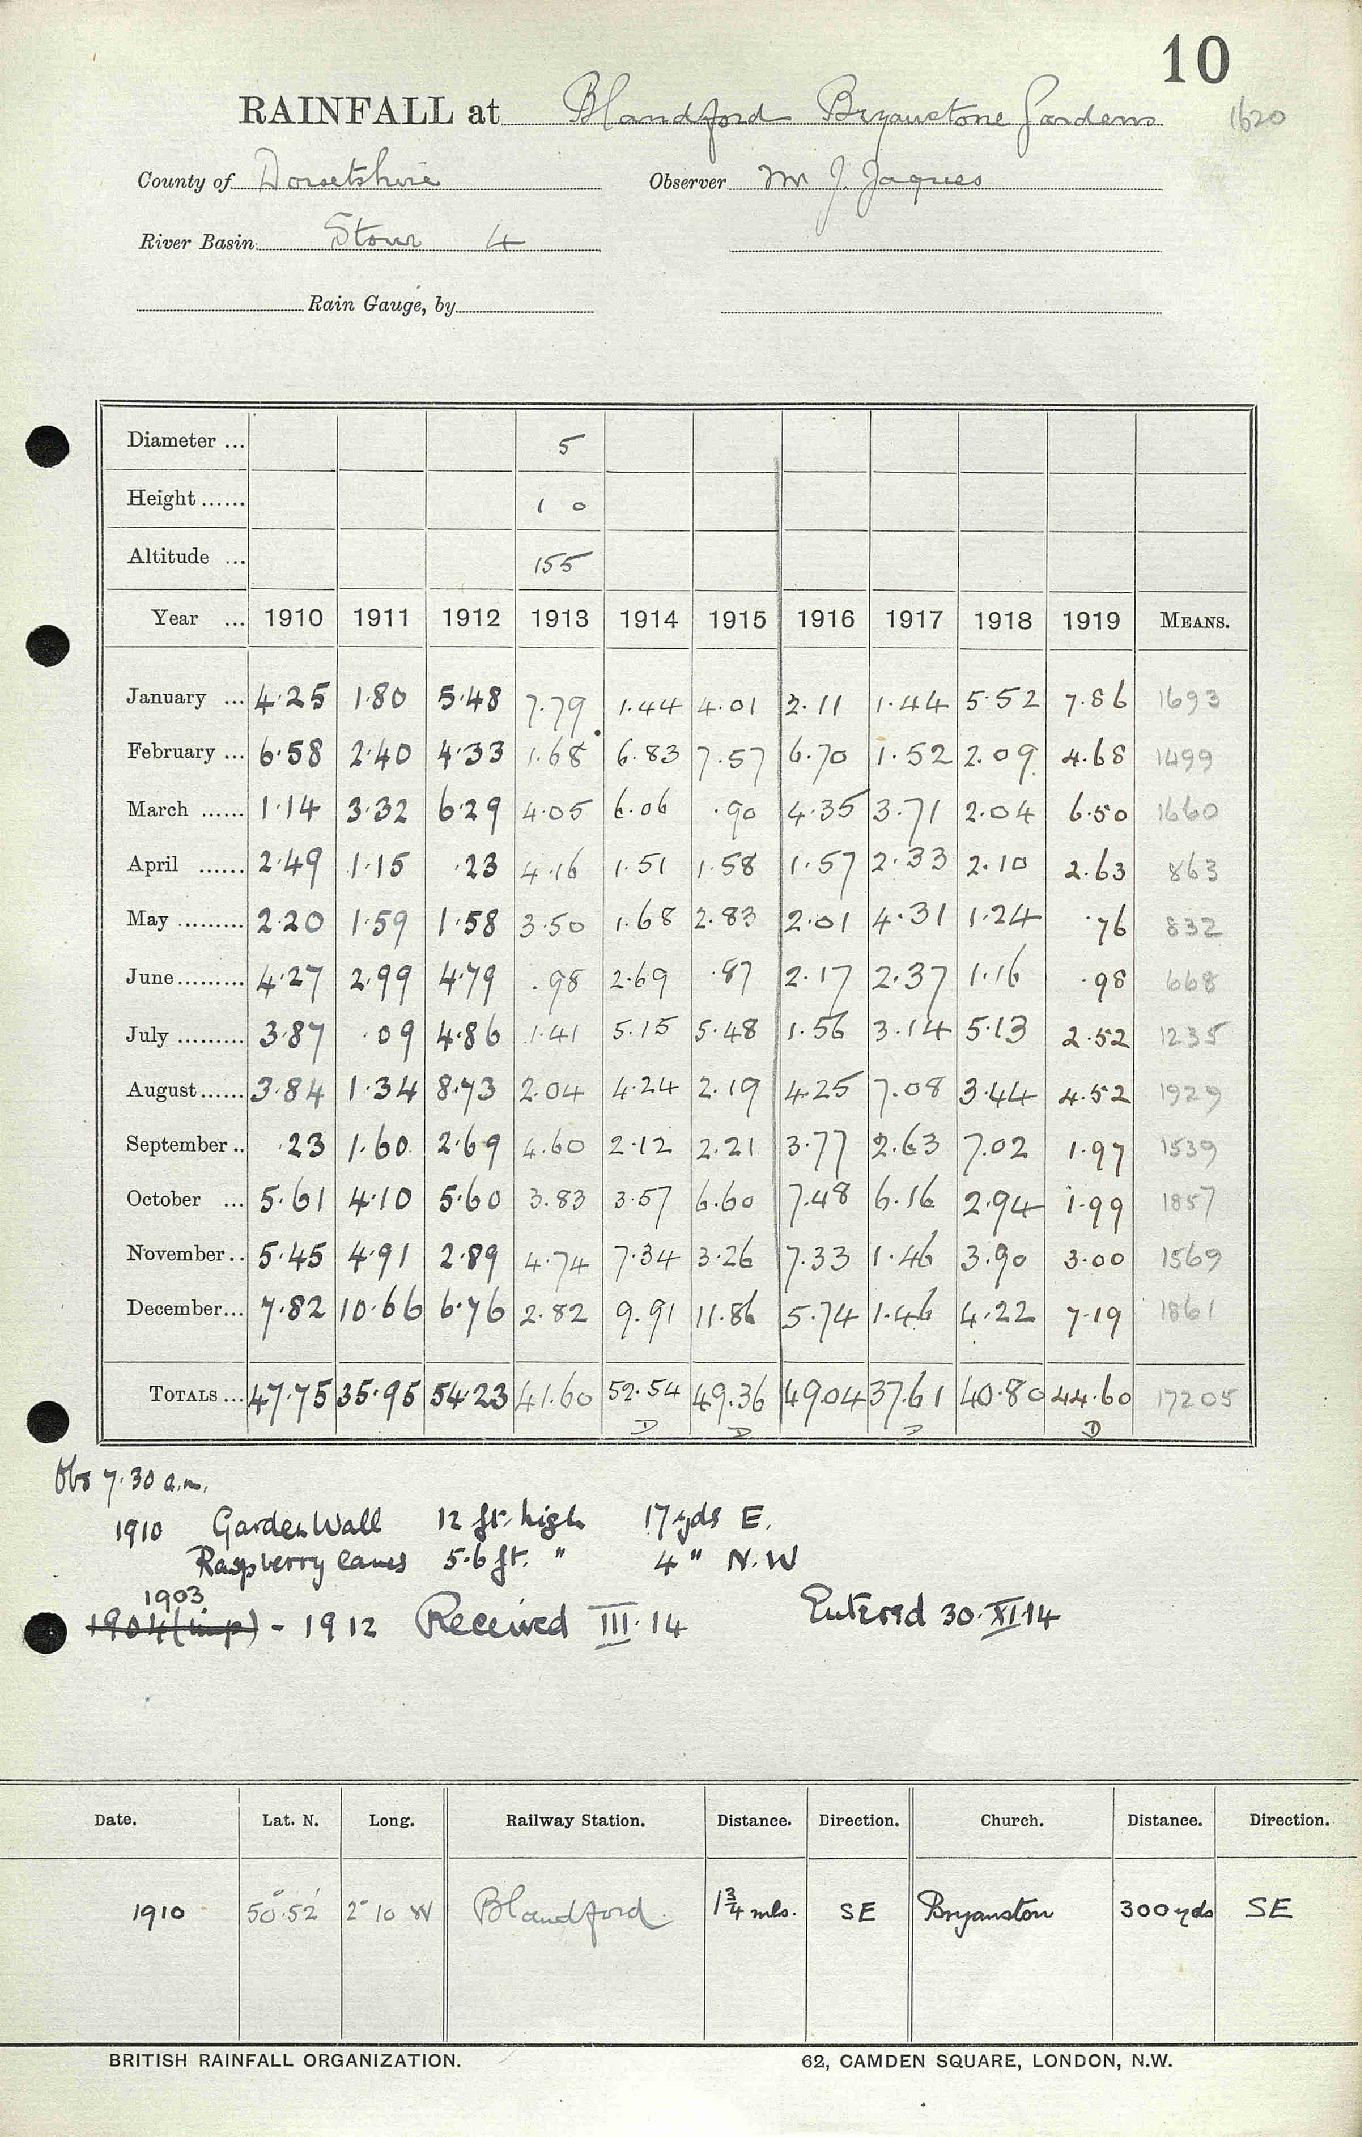 10
RAINFALL at Blandford Bryanstone Gardens 1620
County of Dorsetshire Observer Mr J. Jaques
River Basin Stour 4
Rain Gauge, by
Diameter ... 5
Height ...... 1 0
Altitude ... 155
Year ... 1910 1911 1912 1913 1914 1915 1916 1917 1918 1919 MEANS.
January ... 4·25 1·80 5·48 7·79 1·44 4·01 2·11 1·44 5·52 7·86 1693
February ... 6·58 2·40 4·33 1·68 6·83 7·57 6·70 1·52 2·09 4·68 1499
March ...... 1·14 3·32 6·29 4·05 6·06 ·90 4·35 3·71 2·04 6·50 1660
April ...... 2·49 1·15 ·23 4·16 1·51 1·58 1·57 2·33 2·10 2·63 863
May ......... 2·20 1·59 1·58 3·50 1·68 2·83 2·01 4·31 1·24 ·76 832
June......... 4·27 2·99 4·79 ·98 2·69 ·87 2·17 2·37 1·16 ·98 668
July ......... 3·87 ·09 4·86 1·41 5·15 5·48 1·56 3·14 5·13 2·52 1235
August...... 3·84 1·34 8·73 2·04 4·24 2·19 4·25 7·08 3·44 4·52 1929
September.. ·23 1·60 2·69 4·60 2·12 2·21 3·77 2·63 7·02 1·97 1539
October ... 5·61 4·10 5·60 3·83 3·57 6·60 7·48 6·16 2·94 1·99 1857
November.. 5·45 4·91 2·89 4·74 7·34 3·26 7·33 1·46 3·90 3·00 1569
December... 7·82 10·66 6·76 2·82 9·91 11·86 5·74 1·46 4·22 7·19 1861
TOTALS... 47·75 35·95 54·23 41·60 52·54 49·36 49·04 37·61 40·80 44·60 17205
D D D D
Obs 7·30 a.m.
1910 Garden Wall 12 ft. high 17 yds E.
Raspberry canes 5·6 ft. " 4 " N.W
1903
1904 (imp) - 1912 Received III·14 Entered 30·XI·14
Date. Lat. N. Long. Railway Station. Distance. Direction. Church. Distance. Direction.
1910 50°·52' 2° 10 W Blandford 1¾ mls. SE Bryanston 300 yds SE
BRITISH RAINFALL ORGANIZATION. 62, CAMDEN SQUARE, LONDON, N.W.